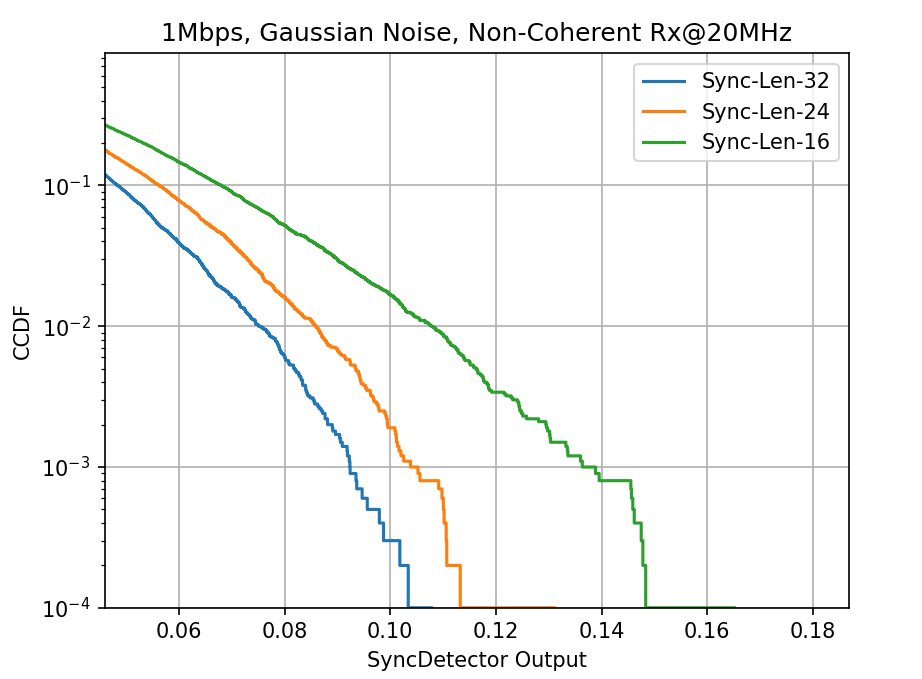 1Mbps, Gaussian Noise, Non-Coherent Rx@20MHz
Sync-Len-32
Sync-Len-24
Sync-Len-16
CCDF
10⁻¹
10⁻²
10⁻³
10⁻⁴
0.06 0.08 0.10 0.12 0.14 0.16 0.18
SyncDetector Output